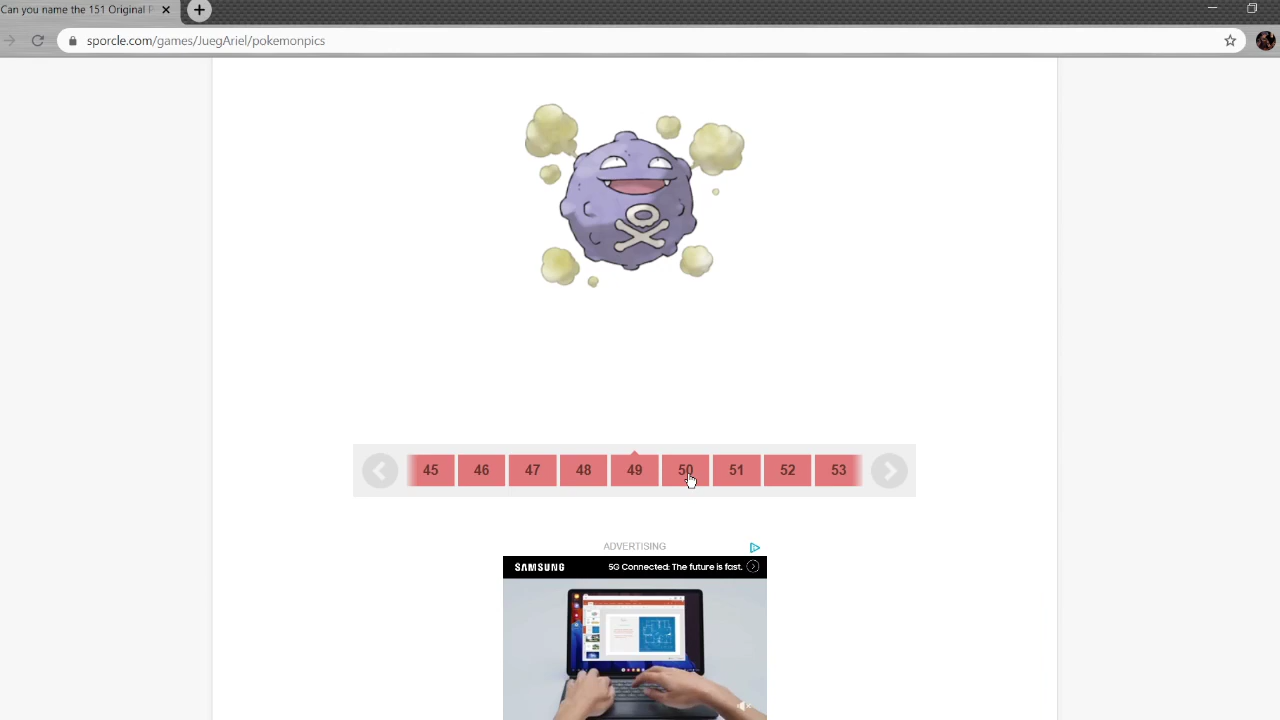 Can you name the 151 Original P
sporcle.com/games/JuegAriel/pokemonpics
45 46 47 48 49 50 51 52 53
ADVERTISING
SAMSUNG
5G Connected: The future is fast.